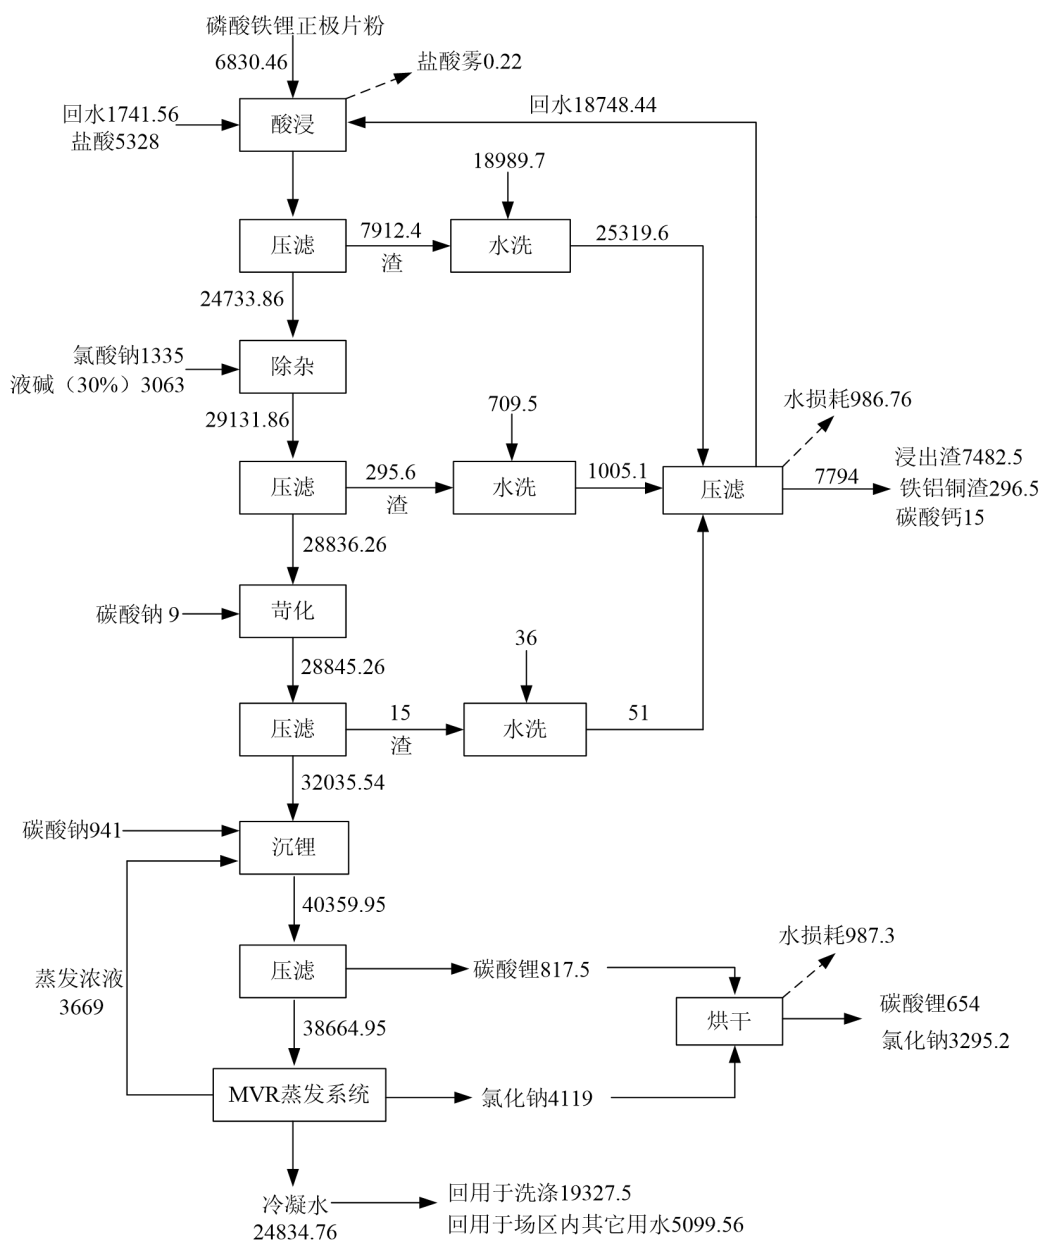 磷酸铁锂正极片粉
6830.46
盐酸雾0.22
回水1741.56
盐酸5328
酸浸
回水18748.44
18989.7
压滤
7912.4
渣
水洗
25319.6
24733.86
氯酸钠1335
液碱（30%）3063
除杂
29131.86
709.5
水损耗986.76
压滤
295.6
渣
水洗
1005.1
压滤
7794
浸出渣7482.5
铁铝铜渣296.5
碳酸钙15
28836.26
碳酸钠 9
苛化
28845.26
36
压滤
15
渣
水洗
51
32035.54
碳酸钠941
沉锂
40359.95
水损耗987.3
蒸发浓液
3669
压滤
碳酸锂817.5
烘干
碳酸锂654
氯化钠3295.2
38664.95
MVR蒸发系统
氯化钠4119
冷凝水
24834.76
回用于洗涤19327.5
回用于场区内其它用水5099.56